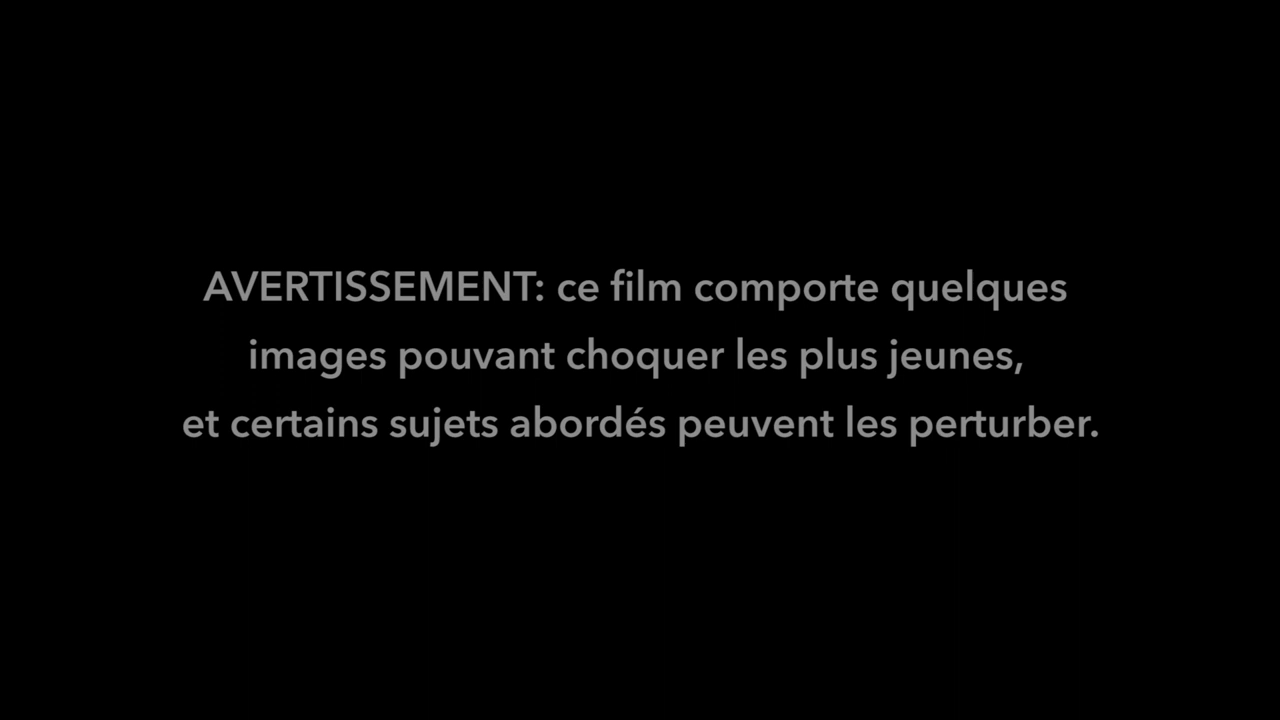 AVERTISSEMENT: ce film comporte quelques
images pouvant choquer les plus jeunes,
et certains sujets abordés peuvent les perturber.